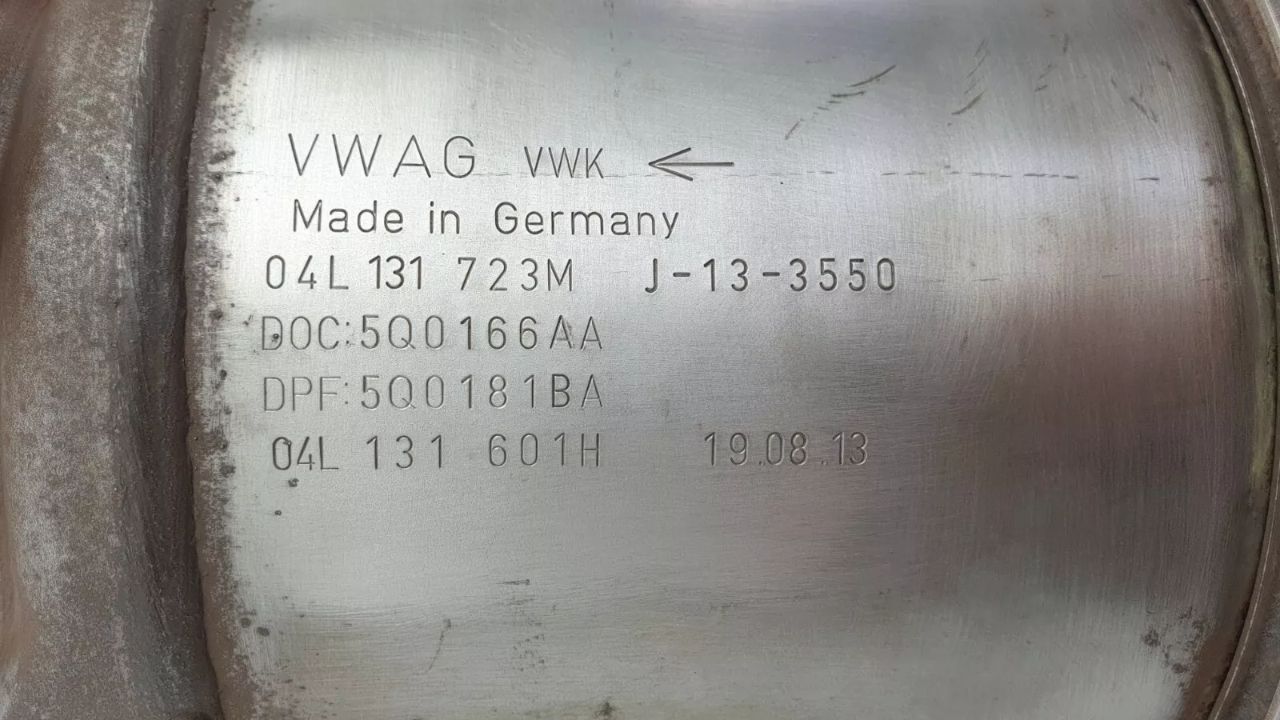 VWAG VWK ←
Made in Germany
04L 131 723M J-13-3550
DOC:5Q0166AA
DPF:5Q0181BA
04L 131 601H 19.08.13